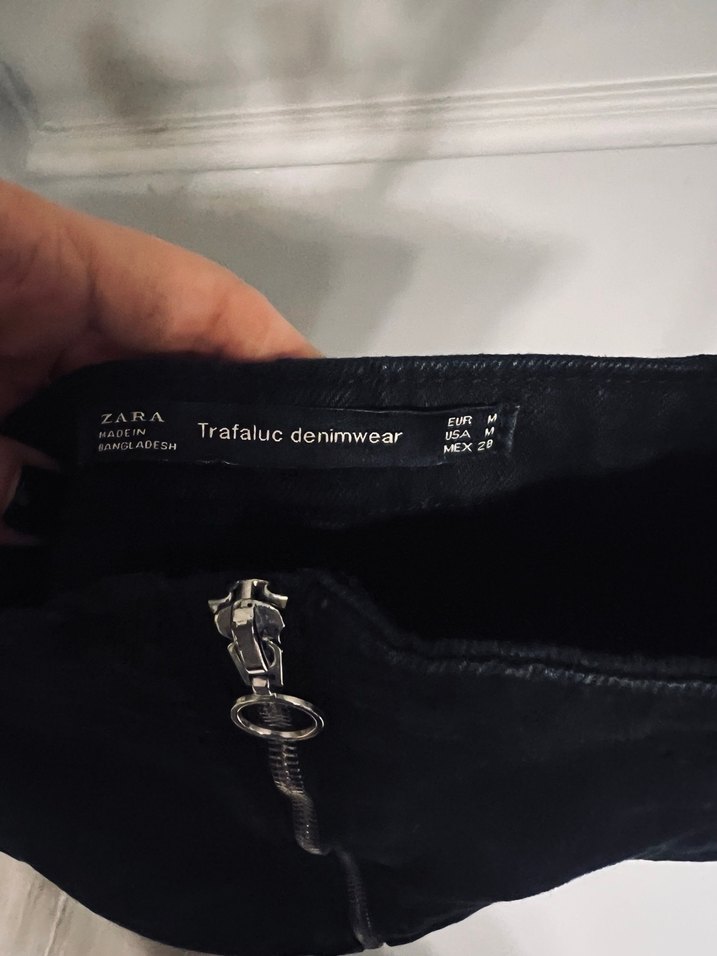 ZARA
MADE IN
BANGLADESH
Trafaluc denimwear
EUR M
USA M
MEX 28